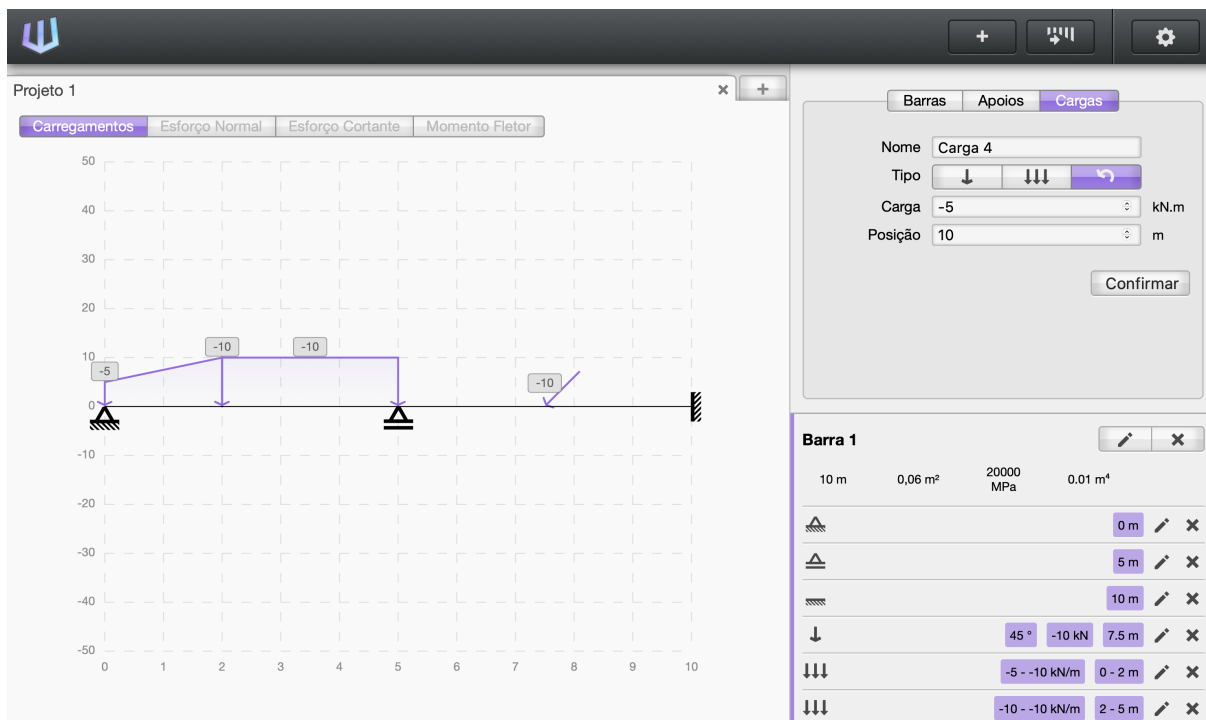 Projeto 1
Carregamentos Esforço Normal Esforço Cortante Momento Fletor
50
40
30
20
10
0
-10
-20
-30
-40
-50
-5
-10
-10
-10
0 1 2 3 4 5 6 7 8 9 10
Barras Apoios Cargas
Nome Carga 4
Tipo
Carga -5 kN.m
Posição 10 m
Confirmar
Barra 1
10 m 0,06 m² 20000 MPa 0.01 m⁴
0 m
5 m
10 m
45 ° -10 kN 7.5 m
-5 - -10 kN/m 0 - 2 m
-10 - -10 kN/m 2 - 5 m